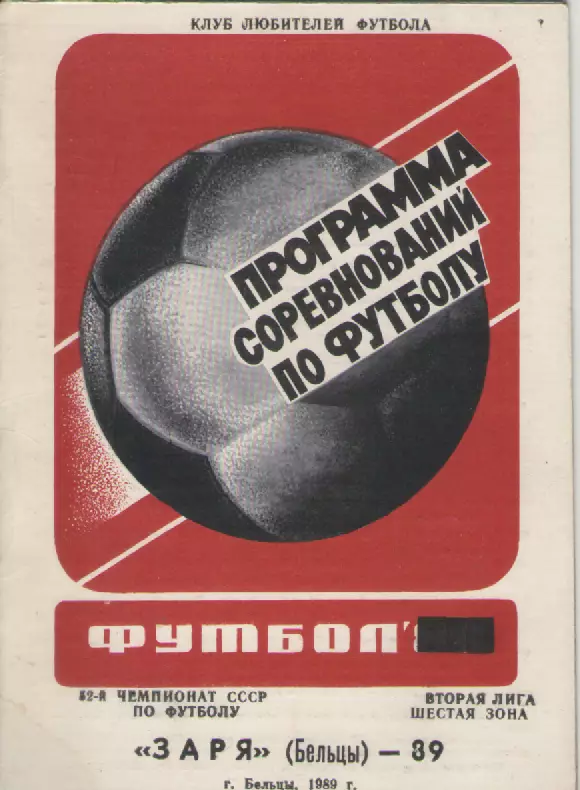 КЛУБ ЛЮБИТЕЛЕЙ ФУТБОЛА
ПРОГРАММА
СОРЕВНОВАНИЙ
ПО ФУТБОЛУ
ФУТБОЛ'
52-Й ЧЕМПИОНАТ СССР
ПО ФУТБОЛУ
ВТОРАЯ ЛИГА
ШЕСТАЯ ЗОНА
«ЗАРЯ» (Бельцы) — 89
г. Бельцы, 1989 г.